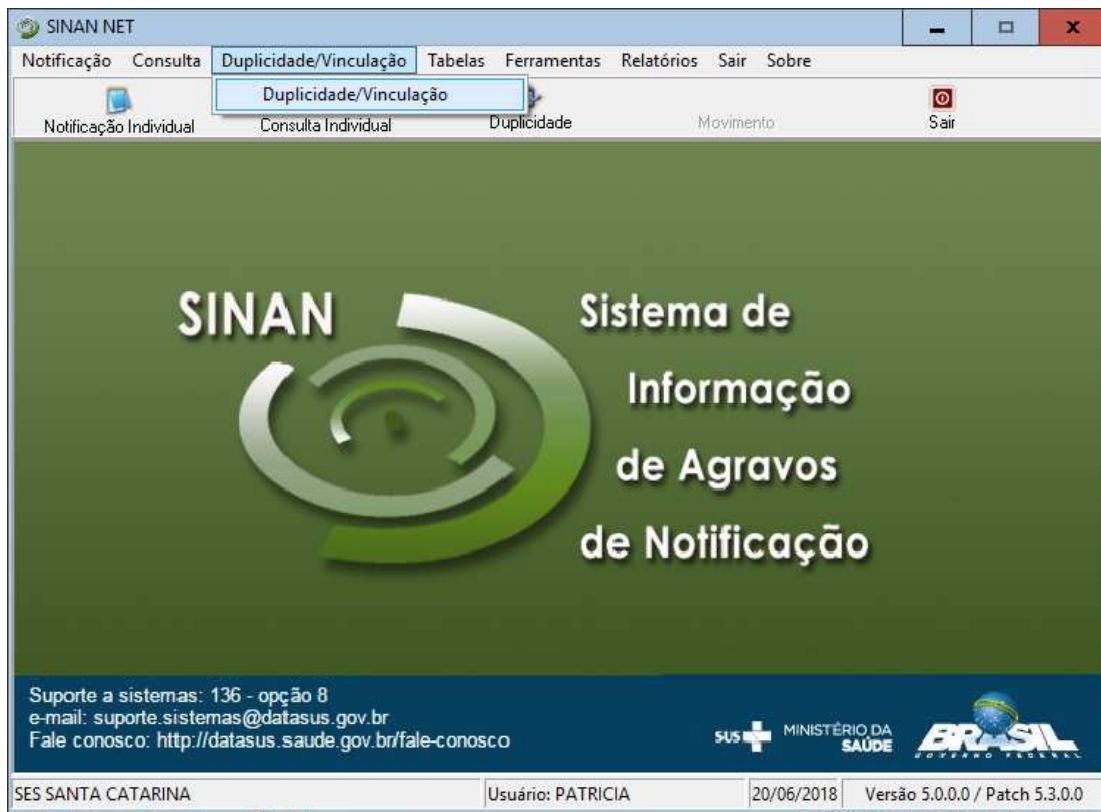 SINAN NET
Notificação Consulta Duplicidade/Vinculação Tabelas Ferramentas Relatórios Sair Sobre
Duplicidade/Vinculação
Notificação Individual Consulta Individual Duplicidade Movimento Sair
SINAN
Sistema de
Informação
de Agravos
de Notificação
Suporte a sistemas: 136 - opção 8
e-mail: suporte.sistemas@datasus.gov.br
Fale conosco: http://datasus.saude.gov.br/fale-conosco
SUS
MINISTÉRIO DA
SAÚDE
BRASIL
GOVERNO FEDERAL
SES SANTA CATARINA Usuário: PATRICIA 20/06/2018 Versão 5.0.0.0 / Patch 5.3.0.0